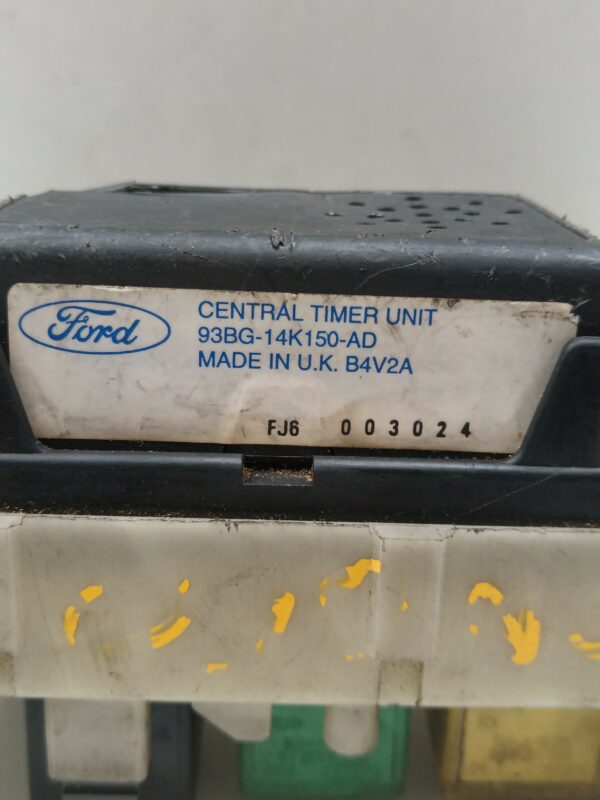 Ford
CENTRAL TIMER UNIT
93BG-14K150-AD
MADE IN U.K. B4V2A
FJ6 003024